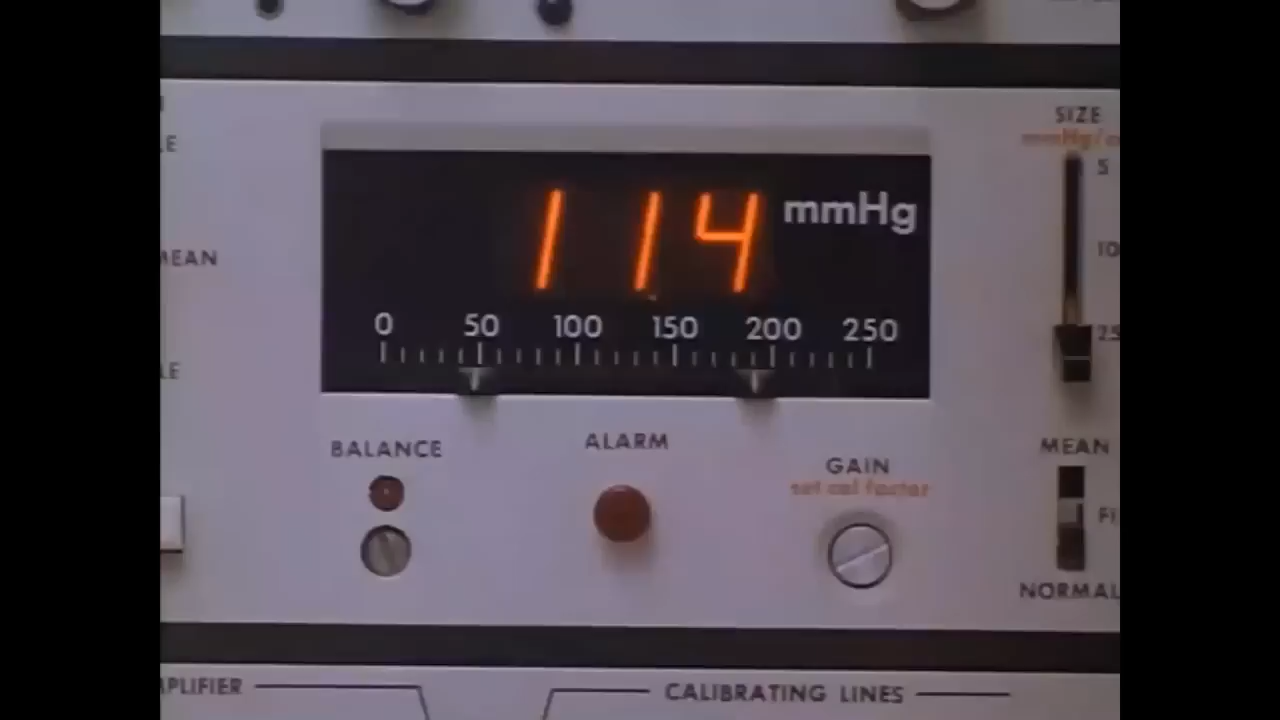 SIZE
mmHg/c
LE
5
114 mmHg
MEAN
10
0 50 100 150 200 250
25
LE
BALANCE
ALARM
MEAN
GAIN
set cal factor
FI
NORMAL
PLIFIER
CALIBRATING LINES